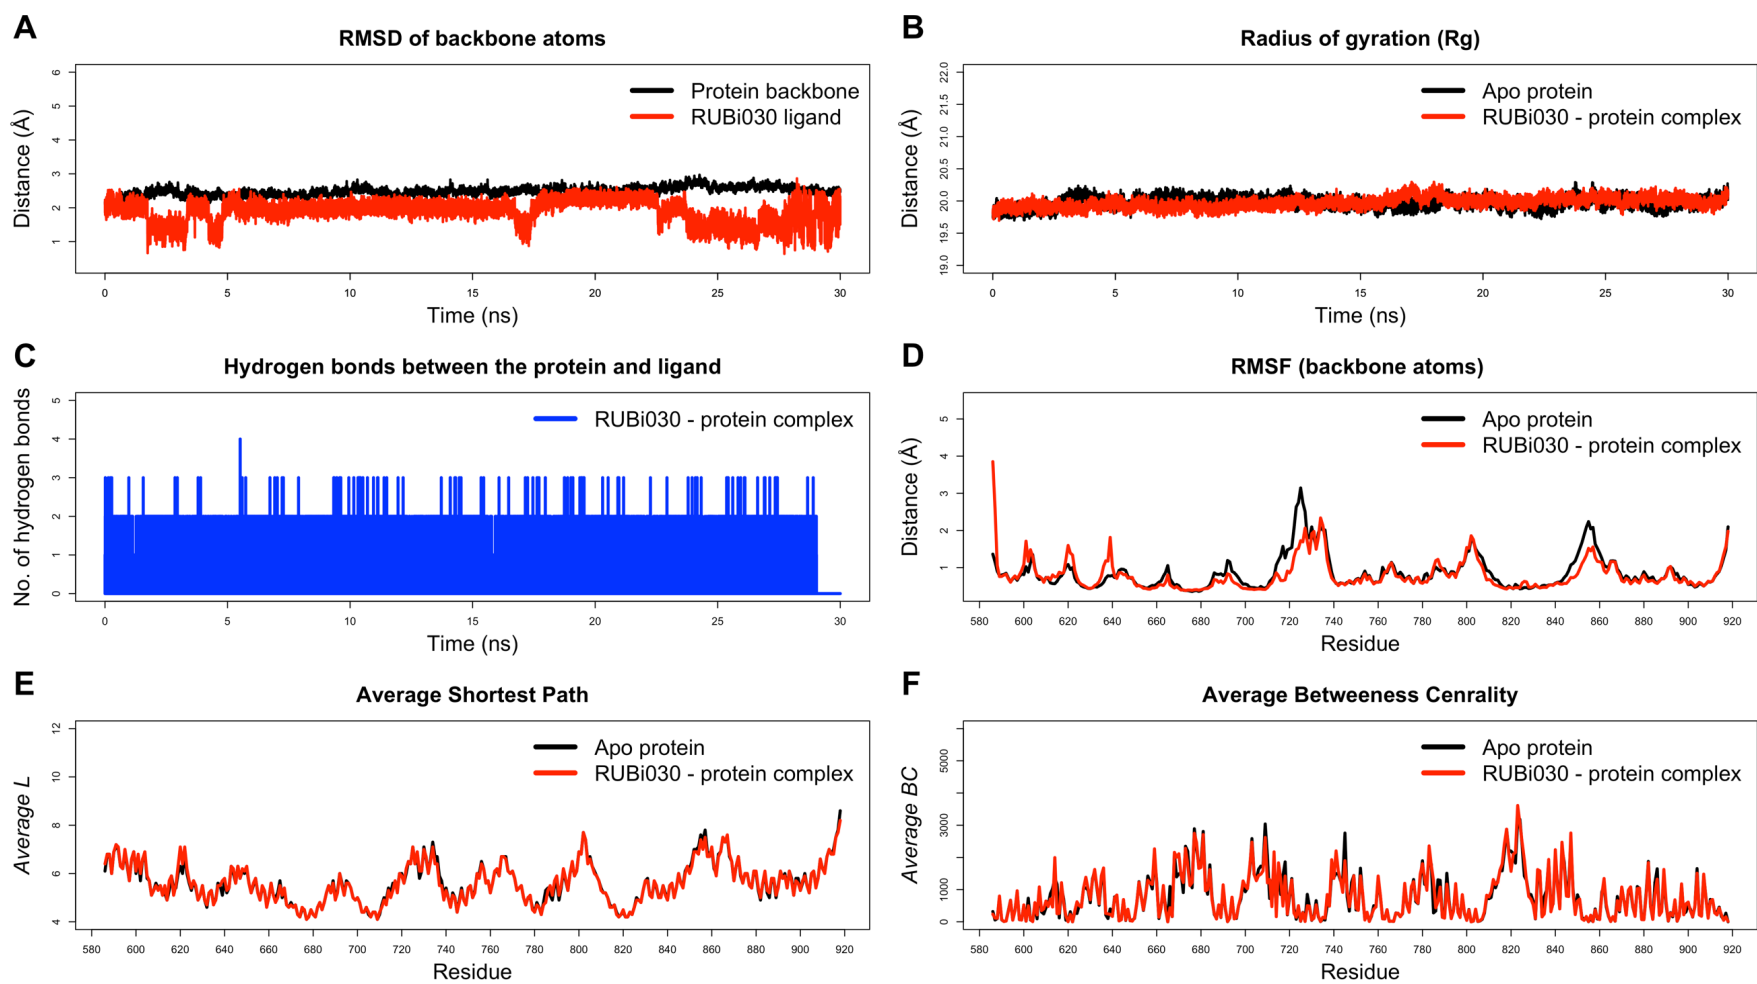 A
RMSD of backbone atoms
Distance (Å)
6
5
4
3
2
1
Protein backbone
RUBi030 ligand
0 5 10 15 20 25 30
Time (ns)
B
Radius of gyration (Rg)
Distance (Å)
22.0
21.5
21.0
20.5
20.0
19.5
19.0
Apo protein
RUBi030 - protein complex
0 5 10 15 20 25 30
Time (ns)
C
Hydrogen bonds between the protein and ligand
No. of hydrogen bonds
5
4
3
2
1
0
RUBi030 - protein complex
0 5 10 15 20 25 30
Time (ns)
D
RMSF (backbone atoms)
Distance (Å)
5
4
3
2
1
Apo protein
RUBi030 - protein complex
580 600 620 640 660 680 700 720 740 760 780 800 820 840 860 880 900 920
Residue
E
Average Shortest Path
Average L
12
10
8
6
4
Apo protein
RUBi030 - protein complex
580 600 620 640 660 680 700 720 740 760 780 800 820 840 860 880 900 920
Residue
F
Average Betweeness Cenrality
Average BC
5000
3000
1000
0
Apo protein
RUBi030 - protein complex
580 600 620 640 660 680 700 720 740 760 780 800 820 840 860 880 900 920
Residue